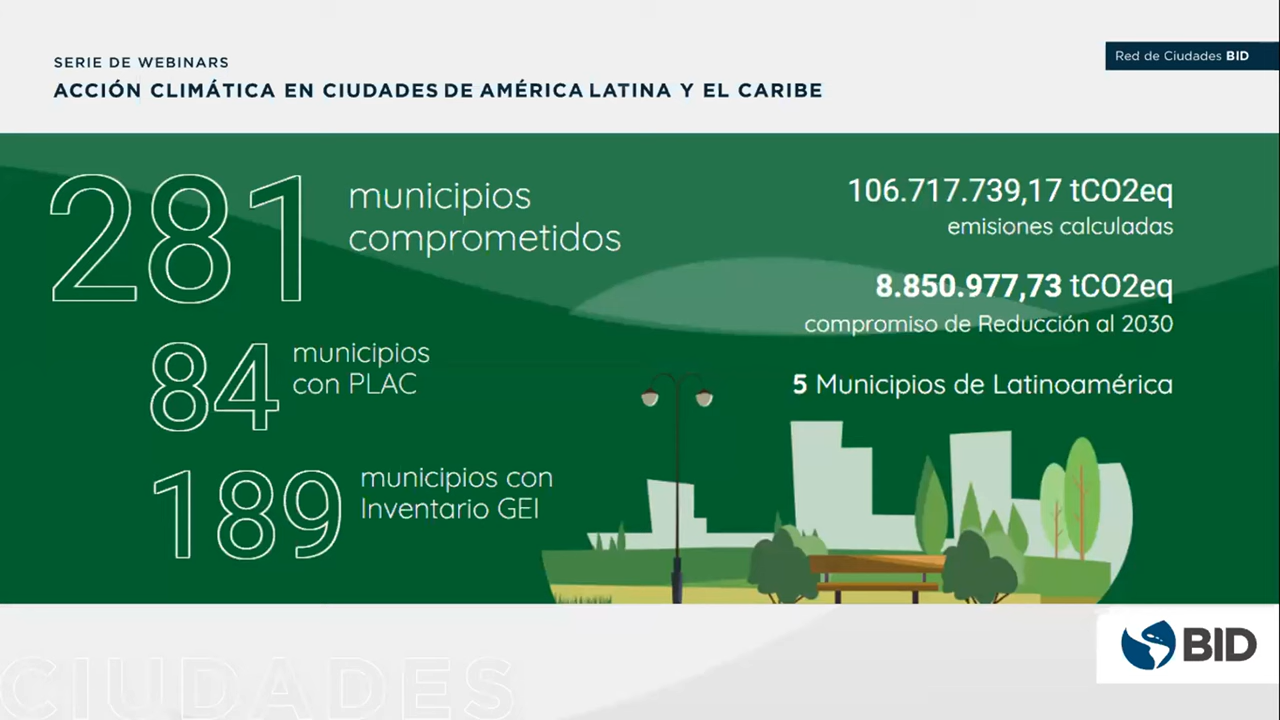 SERIE DE WEBINARS
ACCIÓN CLIMÁTICA EN CIUDADES DE AMÉRICA LATINA Y EL CARIBE
Red de Ciudades BID
281
municipios
comprometidos
84
municipios
con PLAC
189
municipios con
Inventario GEI
106.717.739,17 tCO2eq
emisiones calculadas
8.850.977,73 tCO2eq
compromiso de Reducción al 2030
5 Municipios de Latinoamérica
CIUDADES
BID